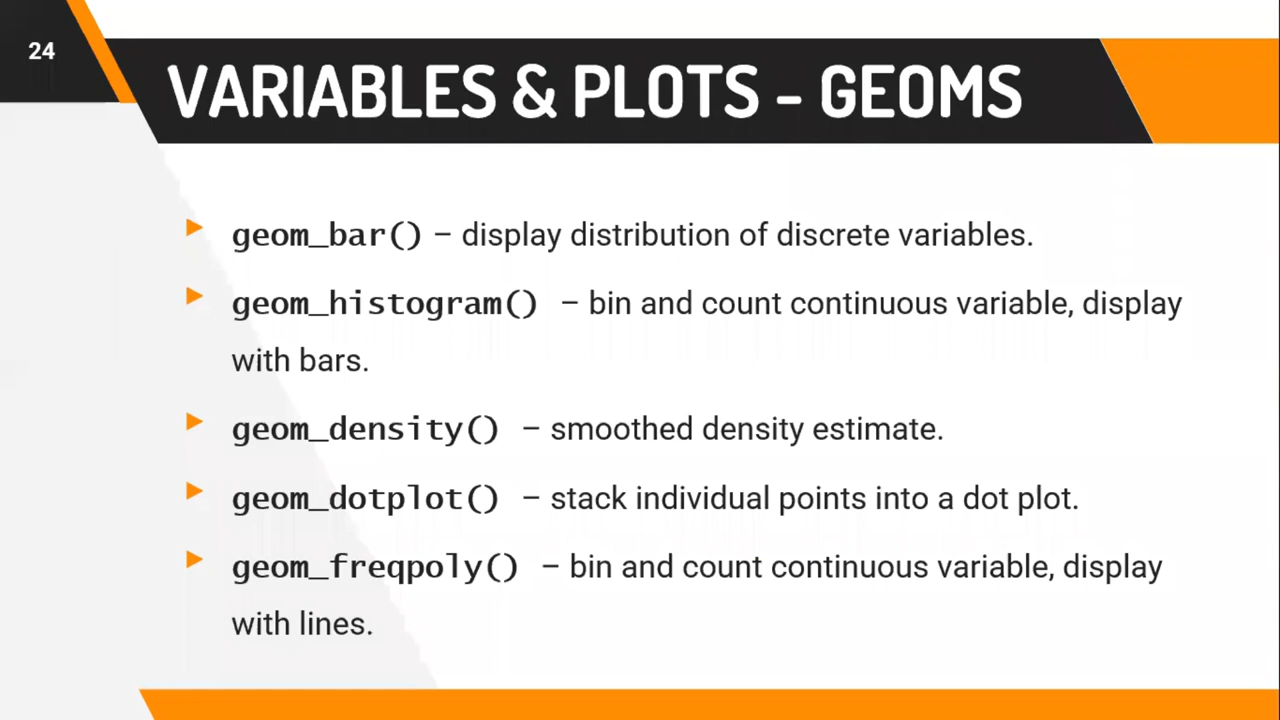 24
VARIABLES & PLOTS – GEOMS
geom_bar() – display distribution of discrete variables.
geom_histogram() – bin and count continuous variable, display
with bars.
geom_density() – smoothed density estimate.
geom_dotplot() – stack individual points into a dot plot.
geom_freqpoly() – bin and count continuous variable, display
with lines.